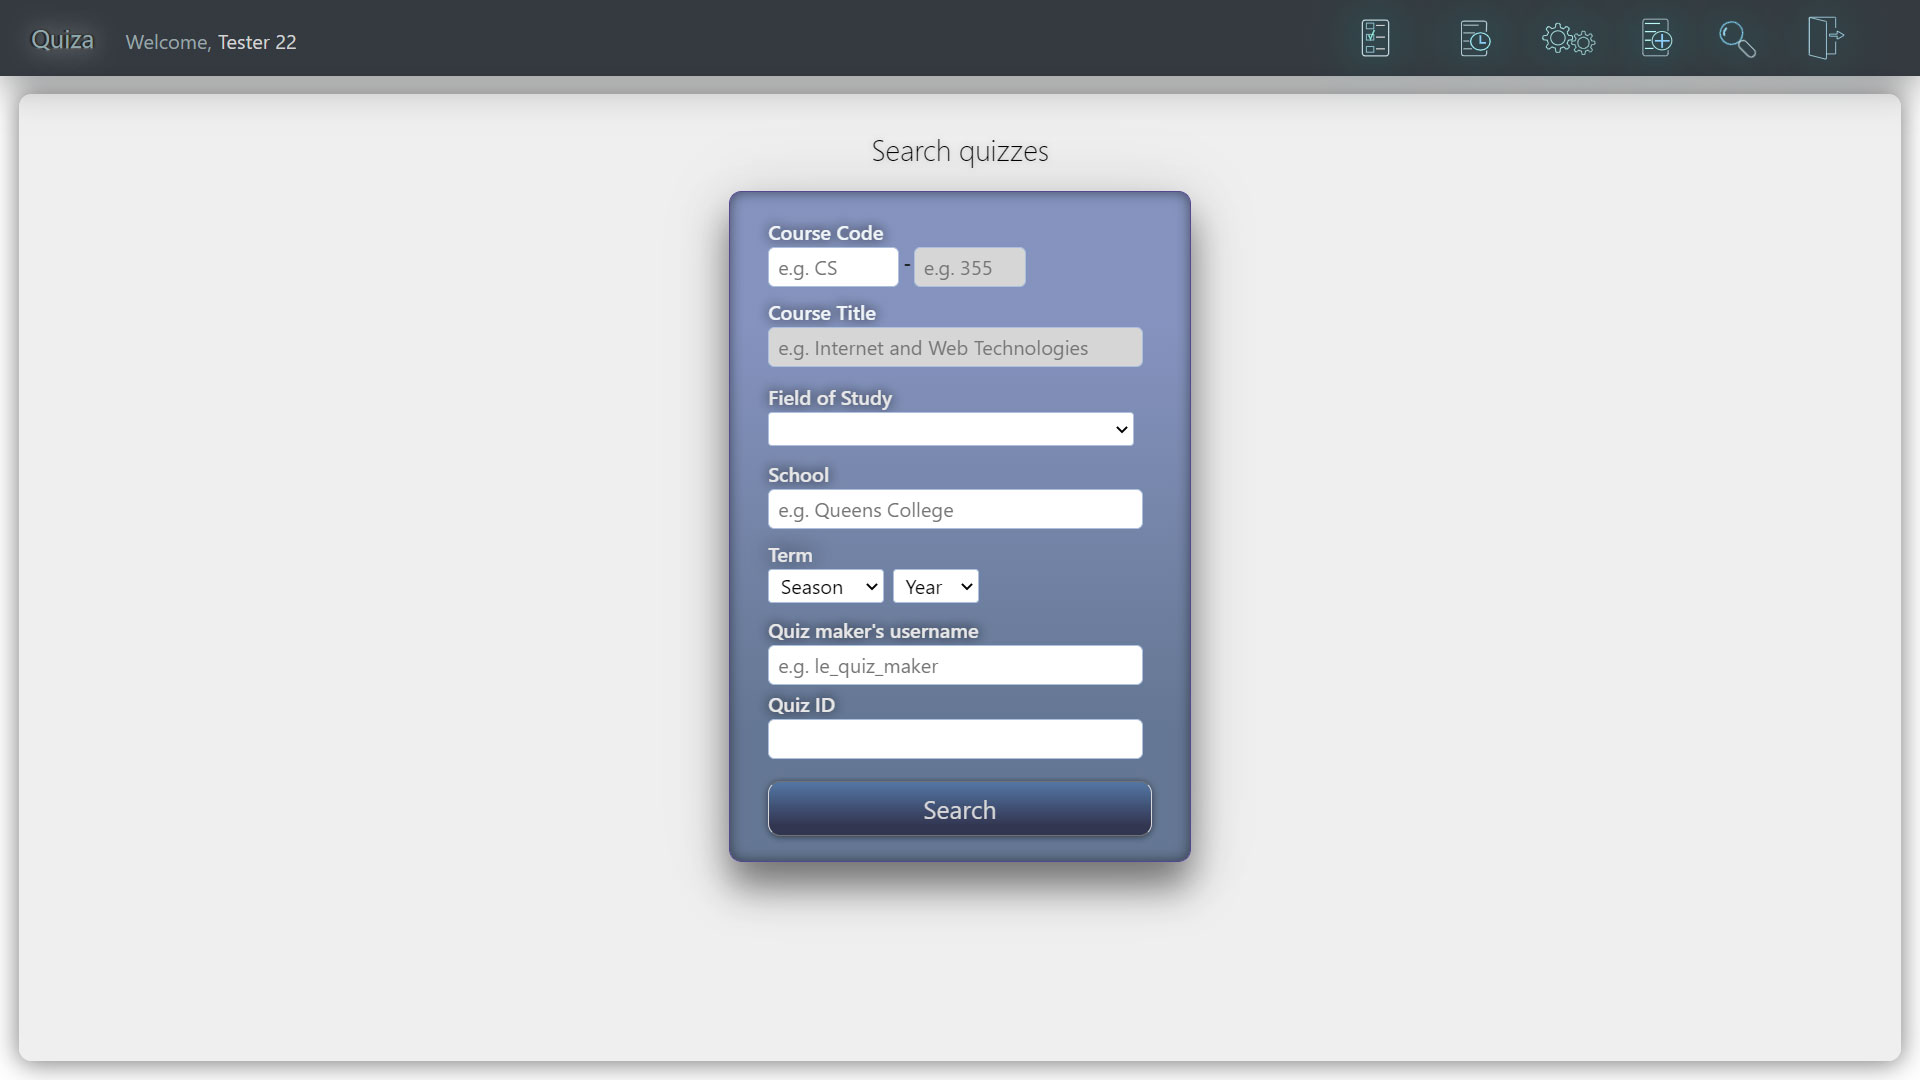 Quiza
Welcome, Tester 22
Search quizzes
Course Code
e.g. CS - e.g. 355
Course Title
e.g. Internet and Web Technologies
Field of Study
School
e.g. Queens College
Term
Season Year
Quiz maker's username
e.g. le_quiz_maker
Quiz ID
Search